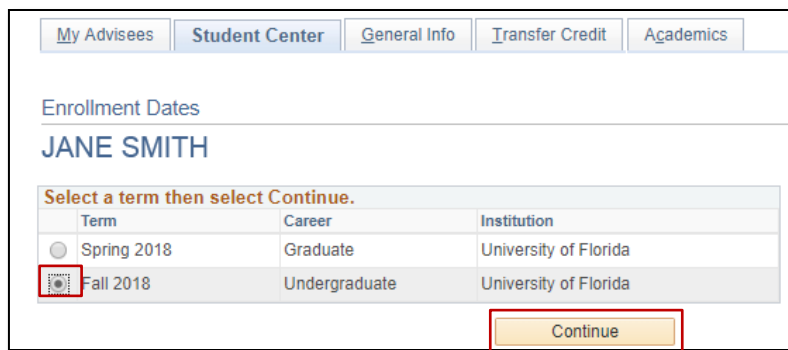 My Advisees Student Center General Info Transfer Credit Academics
Enrollment Dates
JANE SMITH
Select a term then select Continue.
Term Career Institution
Spring 2018 Graduate University of Florida
Fall 2018 Undergraduate University of Florida
Continue